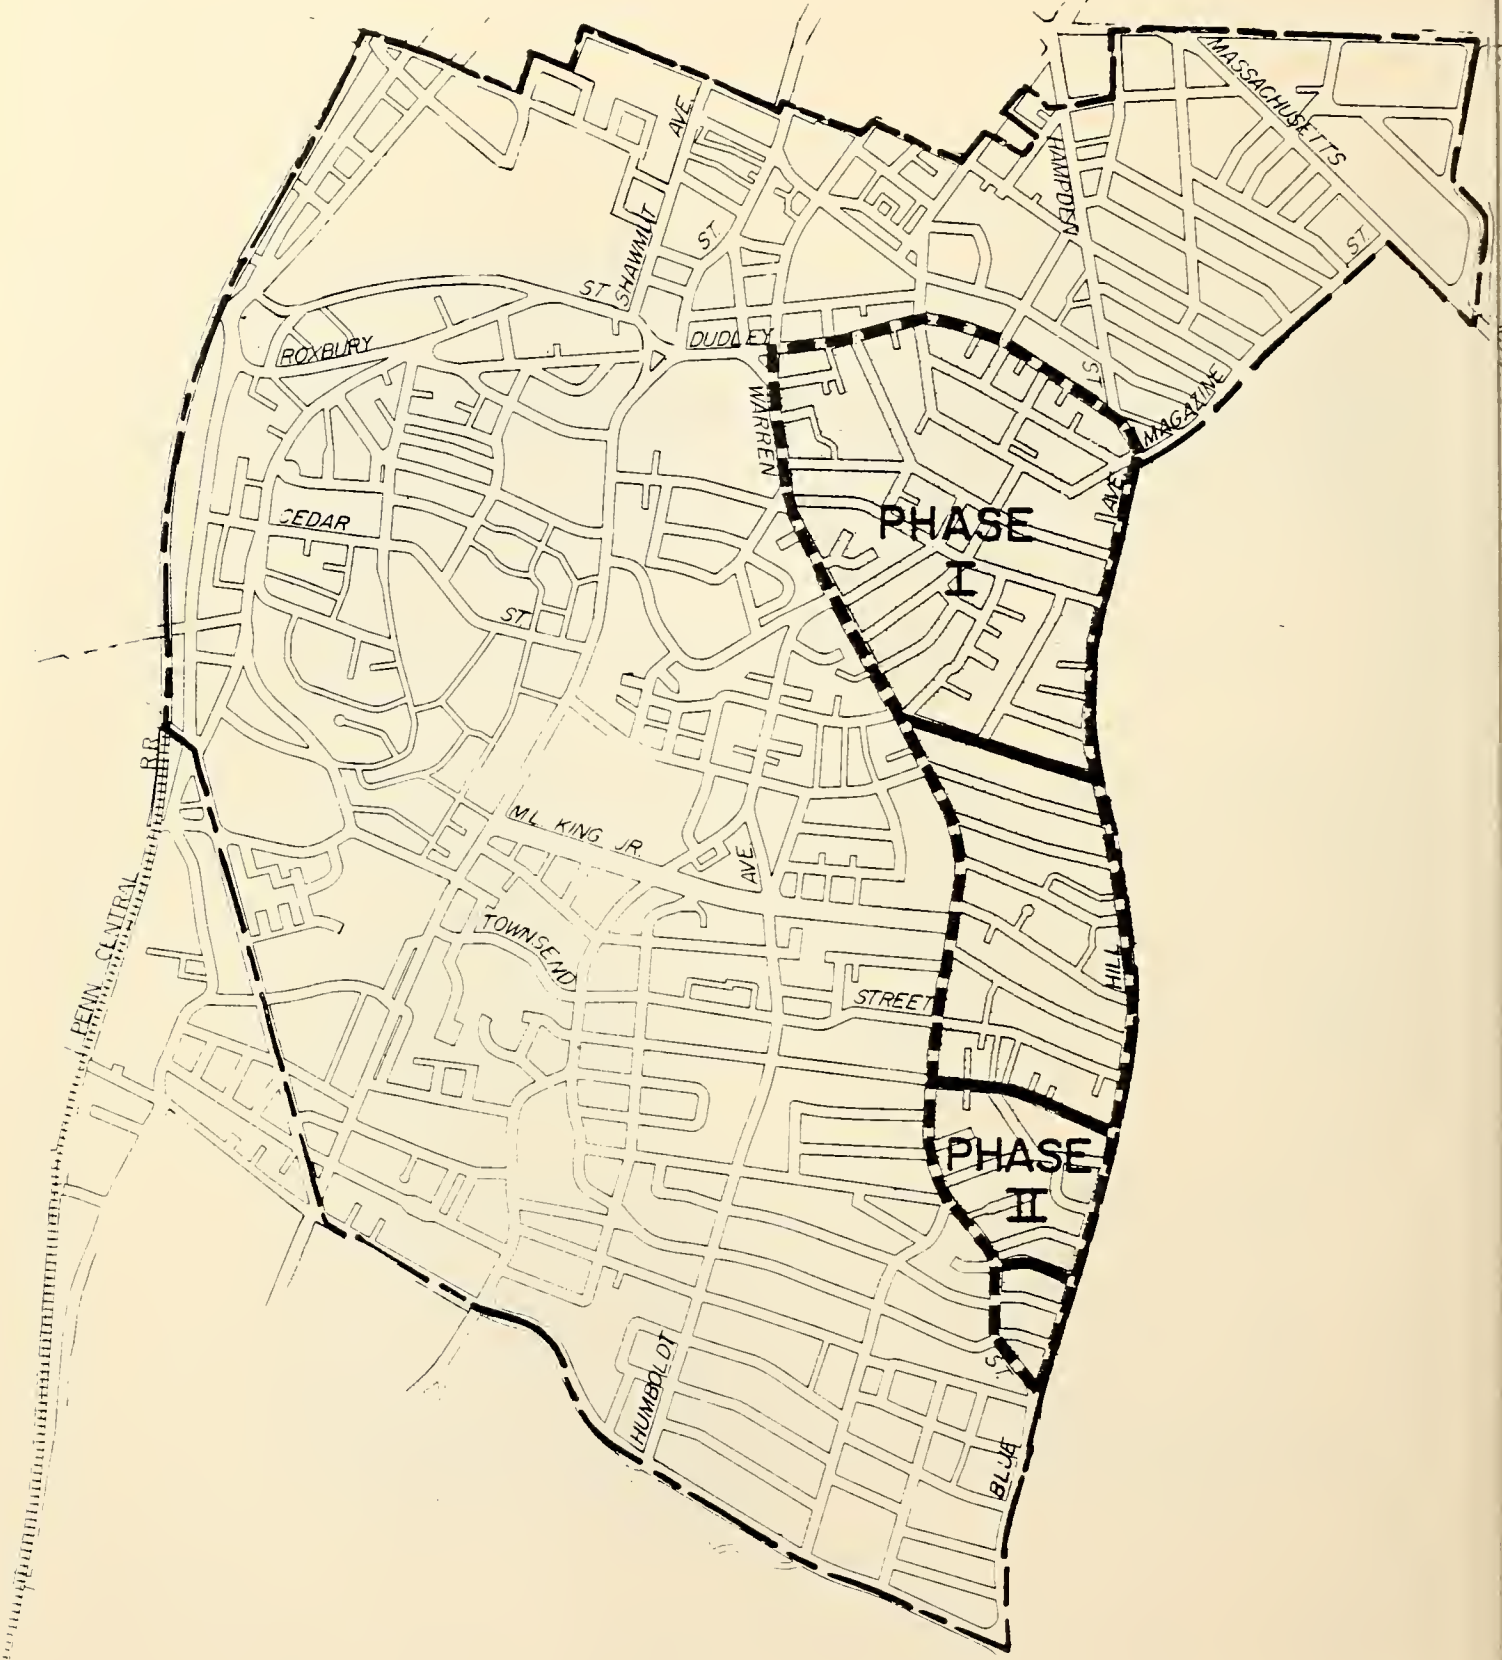 MASSACHUSETTS
AVE.
HAMPDEN
ST.
SHAWMUT
ST.
ST
ROXBURY
DUDLEY
ST.
MAGAZINE
WARREN
AVE.
CEDAR
PHASE
I
ST.
R.R.
M.L. KING JR.
AVE.
PENN CENTRAL
TOWNSEND
HILL
STREET
PHASE
II
ST.
HUMBOLDT
BLUE